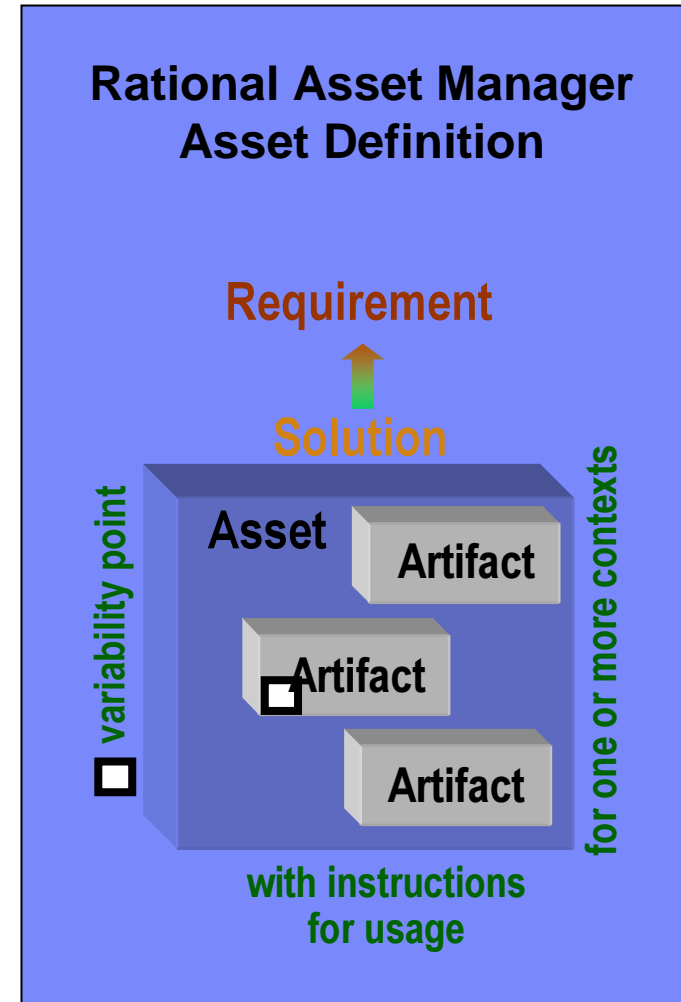 Rational Asset Manager
Asset Definition
Requirement
Solution
Asset
Artifact
Artifact
Artifact
variability point
for one or more contexts
with instructions
for usage